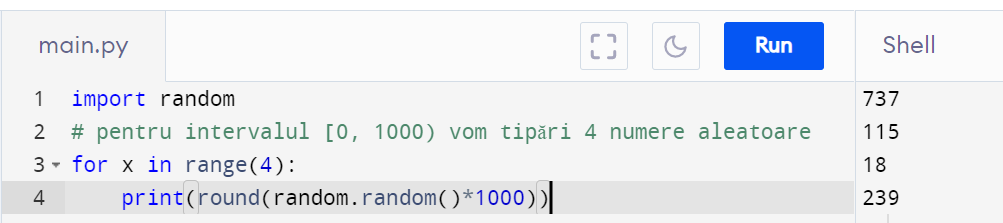 main.py Run Shell
1 import random 737
2 # pentru intervalul [0, 1000) vom tipări 4 numere aleatoare 115
3 for x in range(4): 18
4 print(round(random.random()*1000)) 239